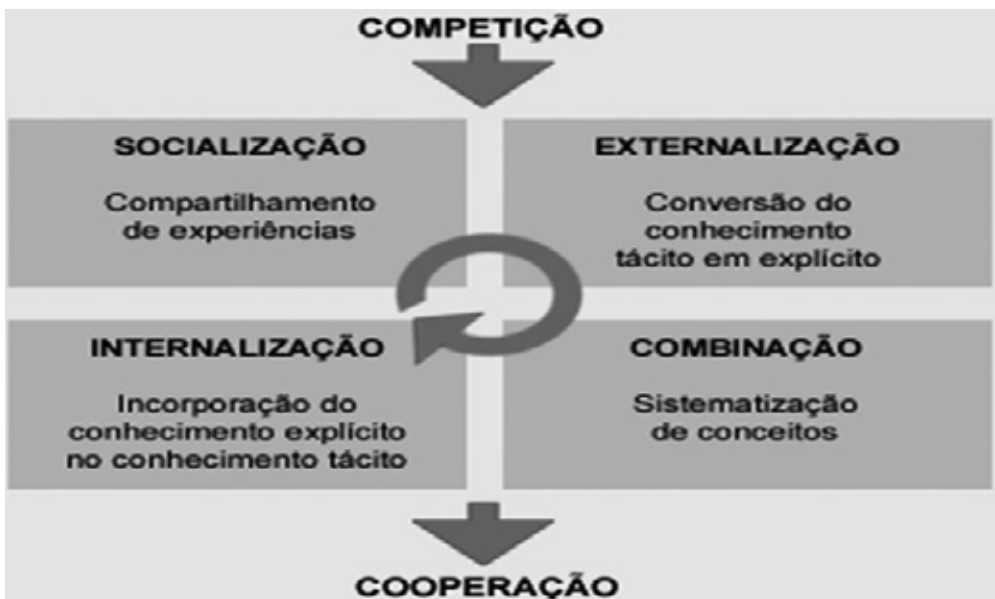 COMPETIÇÃO
SOCIALIZAÇÃO
Compartilhamento
de experiências
EXTERNALIZAÇÃO
Conversão do
conhecimento
tácito em explícito
INTERNALIZAÇÃO
Incorporação do
conhecimento explícito
no conhecimento tácito
COMBINAÇÃO
Sistematização
de conceitos
COOPERAÇÃO